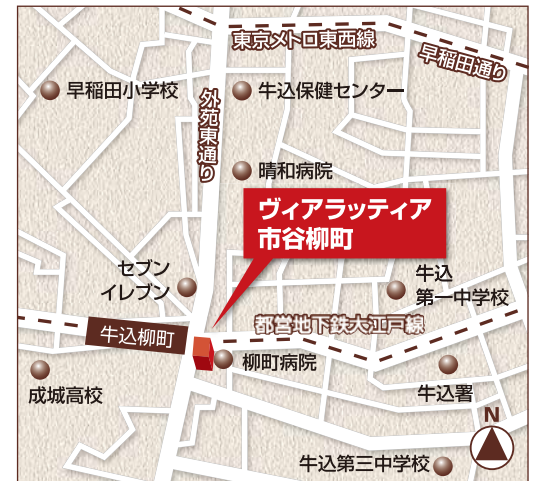 東京メトロ東西線
早稲田通り
早稲田小学校
外苑東通り
牛込保健センター
晴和病院
ヴィアラッティア
市谷柳町
セブン
イレブン
牛込
第一中学校
都営地下鉄大江戸線
牛込柳町
柳町病院
成城高校
牛込署
N
牛込第三中学校